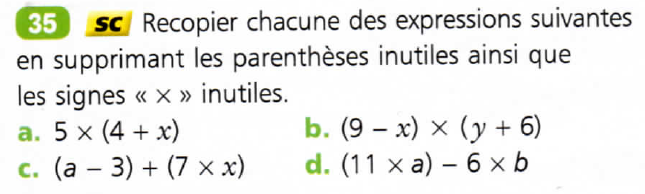 35 SC Recopier chacune des expressions suivantes
en supprimant les parenthèses inutiles ainsi que
les signes « × » inutiles.
a. 5 × (4 + x) b. (9 – x) × (y + 6)
c. (a – 3) + (7 × x) d. (11 × a) – 6 × b